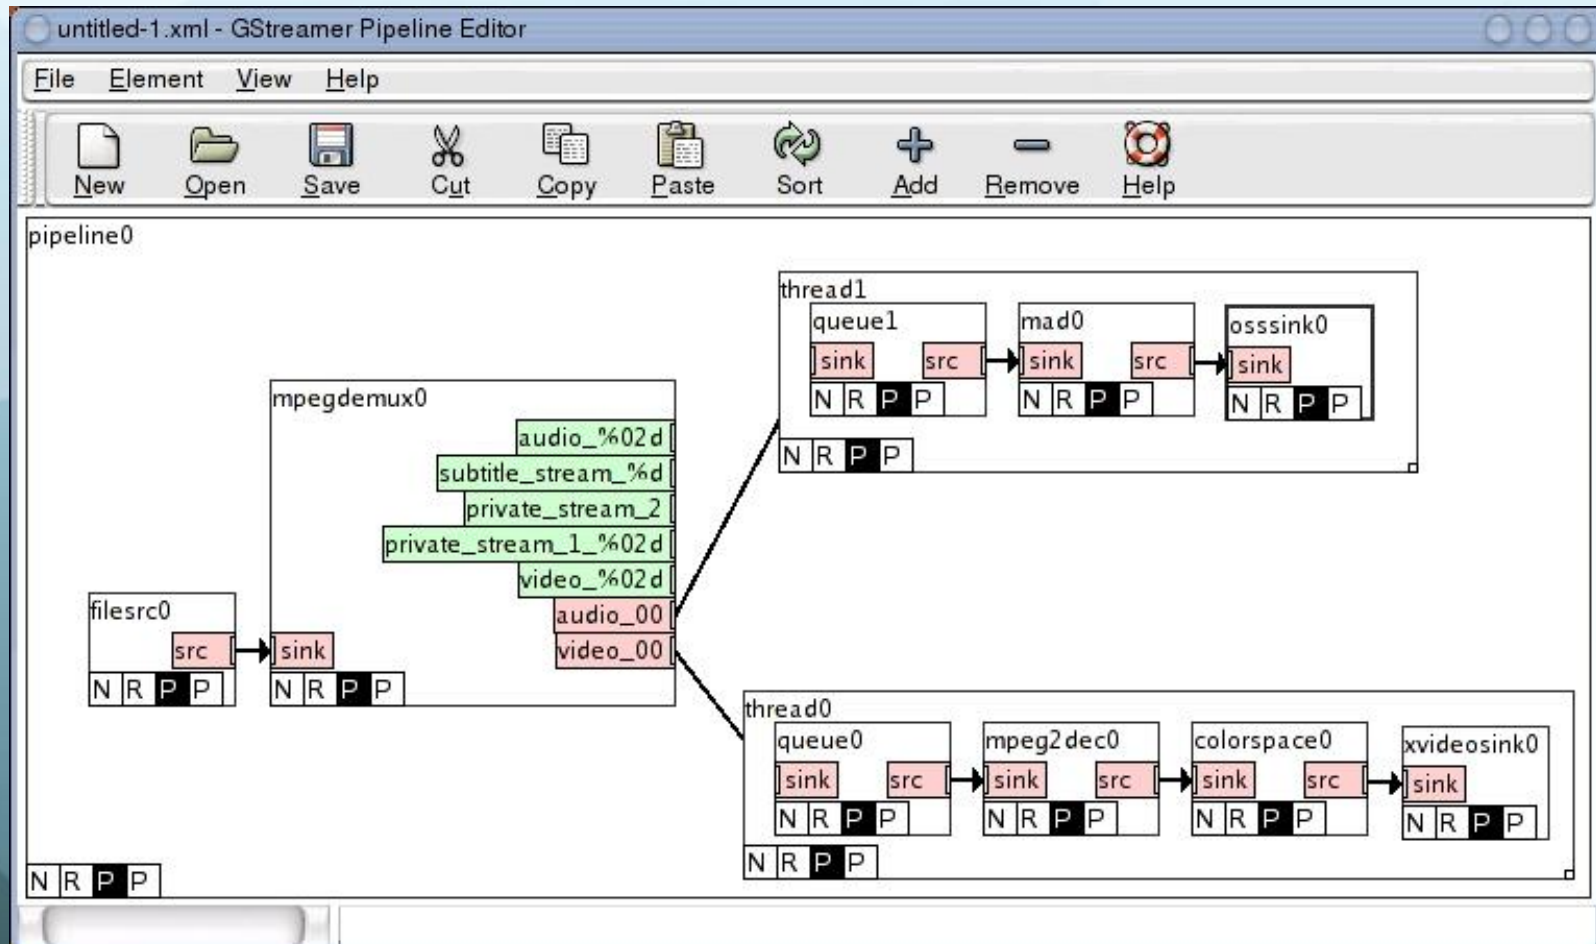 untitled-1.xml - GStreamer Pipeline Editor
File Element View Help
New Open Save Cut Copy Paste Sort Add Remove Help
pipeline0
thread1
queue1 mad0 osssink0
sink src sink src sink
N R P P N R P P N R P P
N R P P
mpegdemux0
audio_%02d
subtitle_stream_%d
private_stream_2
private_stream_1_%02d
video_%02d
audio_00
video_00
sink
N R P P
filesrc0
src
N R P P
thread0
queue0 mpeg2dec0 colorspace0 xvideosink0
sink src sink src sink src sink
N R P P N R P P N R P P N R P P
N R P P
N R P P